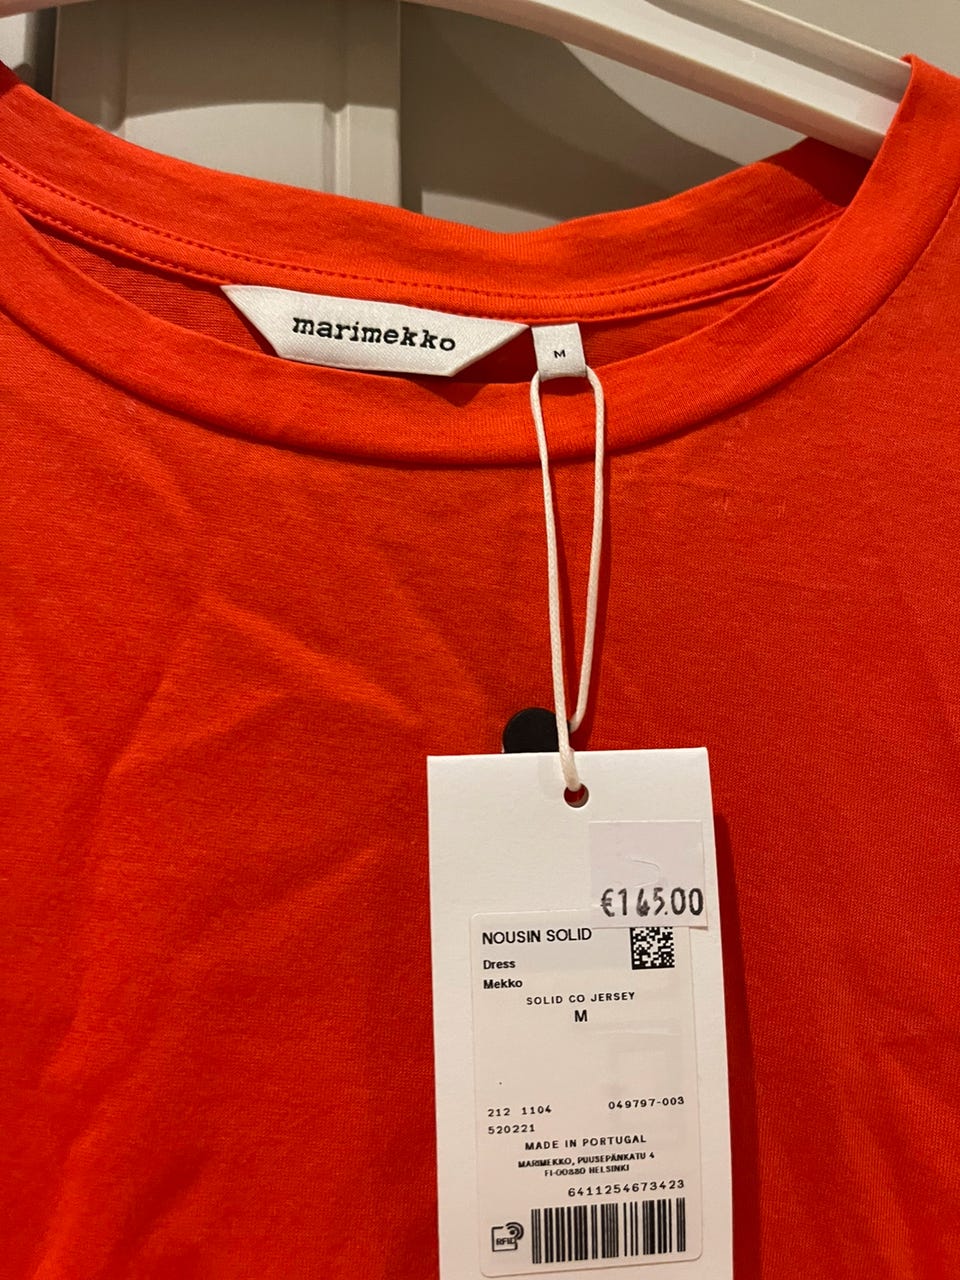 marimekko
M
€145.00
NOUSIN SOLID
Dress
Mekko
SOLID CO JERSEY
M
212 1104 049797-003
520221
MADE IN PORTUGAL
MARIMEKKO, PUUSEPÄNKATU 4
FI-00880 HELSINKI
6411254673423
RFID